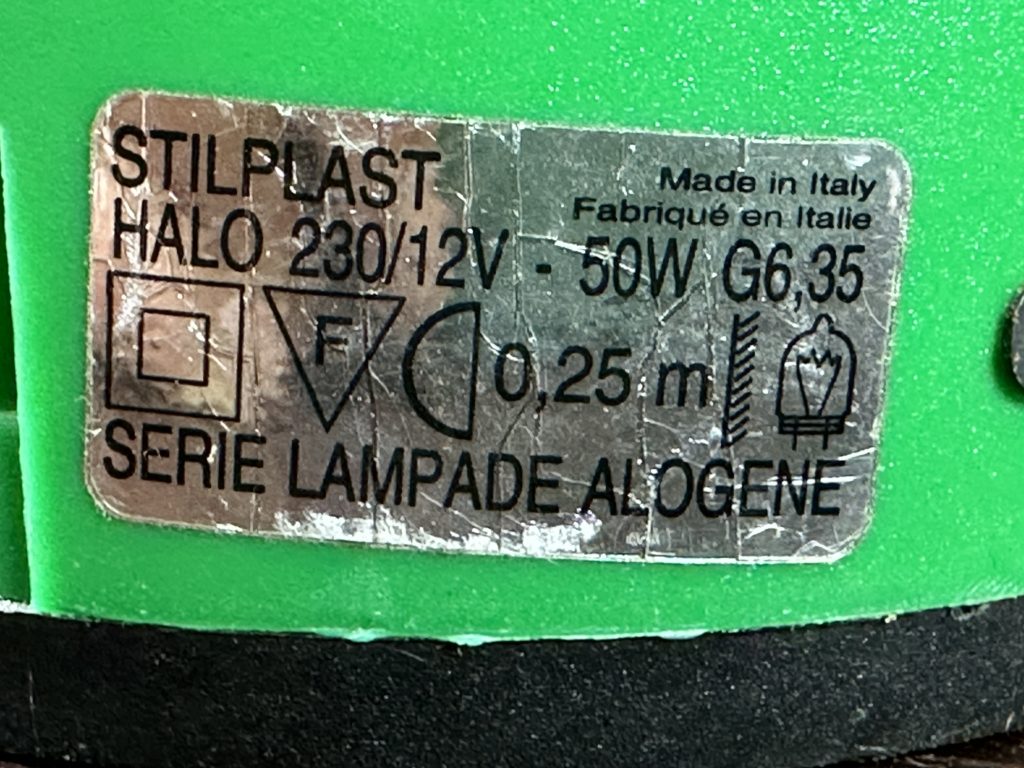 STILPLAST
Made in Italy
Fabriqué en Italie
HALO 230/12V - 50W G6,35
F 0,25 m
SERIE LAMPADE ALOGENE